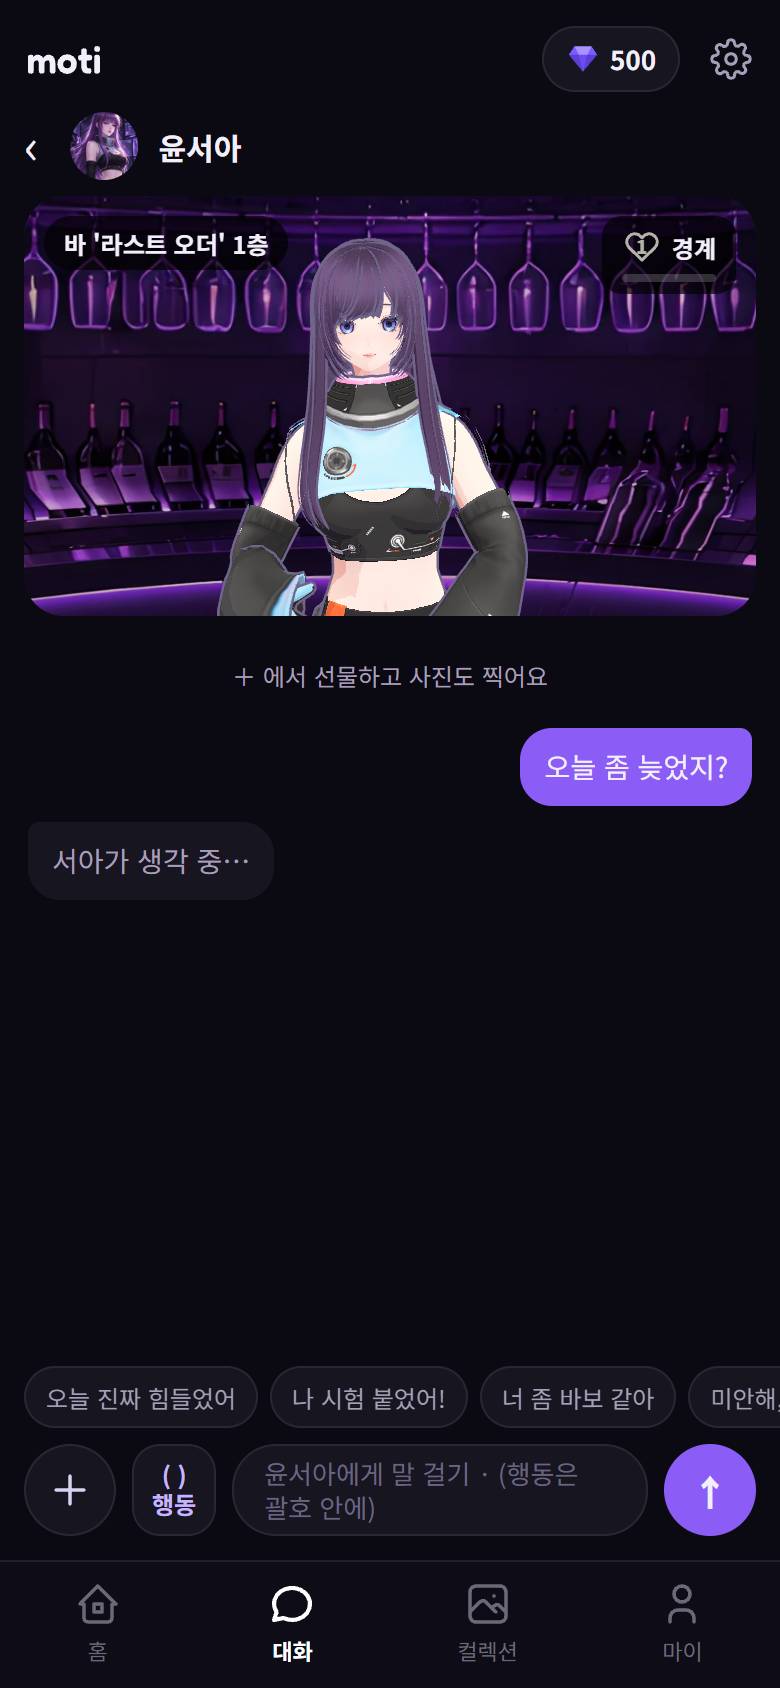 moti
500
윤서아
바 '라스트 오더' 1층
1 경계
+ 에서 선물하고 사진도 찍어요
오늘 좀 늦었지?
서아가 생각 중…
오늘 진짜 힘들었어
나 시험 붙었어!
너 좀 바보 같아
미안해,
( )
행동
윤서아에게 말 걸기 · (행동은
괄호 안에)
홈
대화
컬렉션
마이